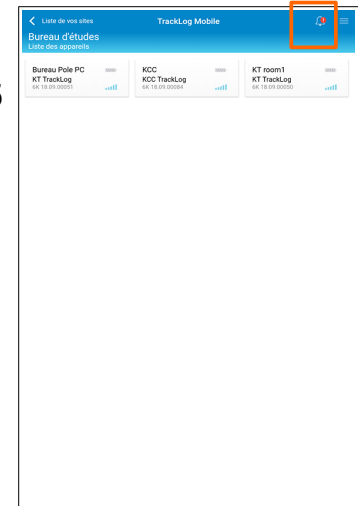 Liste de vos sites
TrackLog Mobile
Bureau d'études
Liste des appareils
Bureau Pole PC
KT TrackLog
6K 18.09.00051
KCC
KCC TrackLog
6K 18.09.00084
KT room1
KT TrackLog
6K 18.09.00050